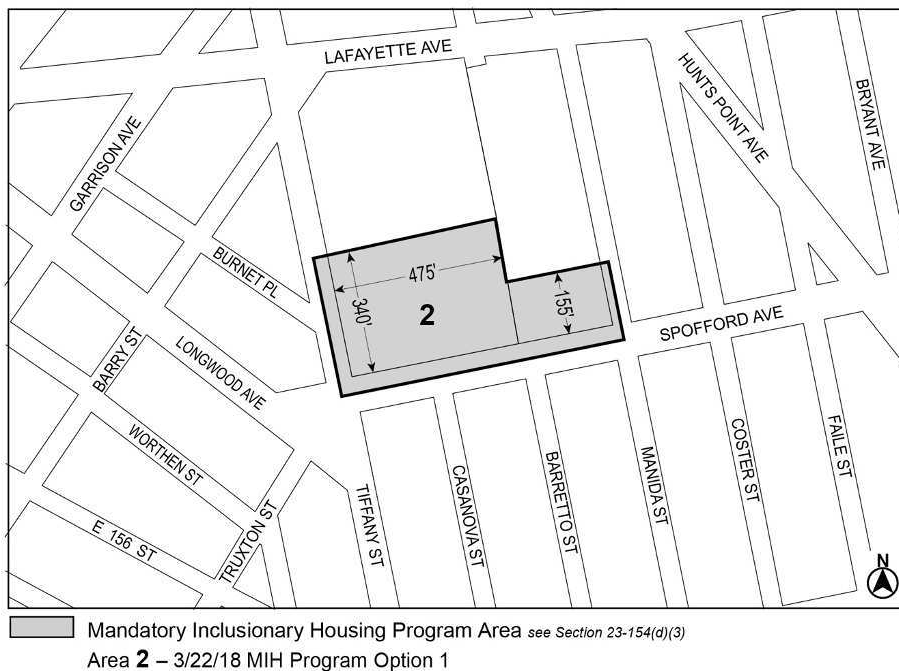 LAFAYETTE AVE
HUNTS POINT AVE
BRYANT AVE
GARRISON AVE
BURNET PL
475'
340'
2
155'
SPOFFORD AVE
BARRY ST
LONGWOOD AVE
WORTHEN ST
E 156 ST
TRUXTON ST
TIFFANY ST
CASANOVA ST
BARRETTO ST
MANIDA ST
COSTER ST
FAILE ST
N
Mandatory Inclusionary Housing Program Area see Section 23-154(d)(3)
Area 2 – 3/22/18 MIH Program Option 1